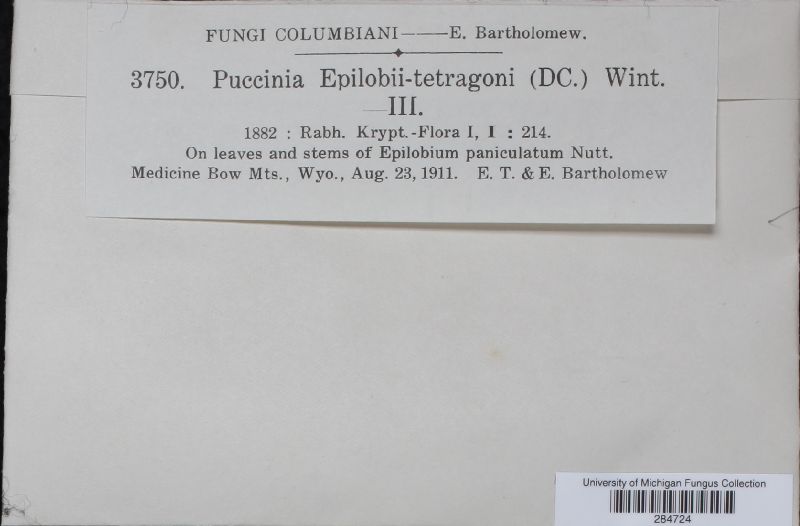 FUNGI COLUMBIANI——E. Bartholomew.
3750. Puccinia Epilobii-tetragoni (DC.) Wint.
—III.
1882 : Rabh. Krypt.-Flora I, I : 214.
On leaves and stems of Epilobium paniculatum Nutt.
Medicine Bow Mts., Wyo., Aug. 23, 1911. E. T. & E. Bartholomew
University of Michigan Fungus Collection
284724